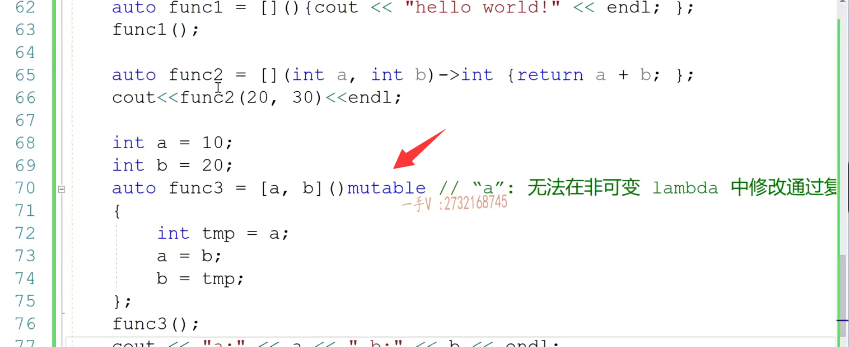 62 auto func1 = [](){cout << "hello world!" << endl; };
63 func1();
64
65 auto func2 = [](int a, int b)->int {return a + b; };
66 cout<<func2(20, 30)<<endl;
67
68 int a = 10;
69 int b = 20;
70 auto func3 = [a, b]()mutable // “a”: 无法在非可变 lambda 中修改通过复
一手V :2732168745
71 {
72 int tmp = a;
73 a = b;
74 b = tmp;
75 };
76 func3();
77 cout << "a:" << a << " b:" << b << endl;